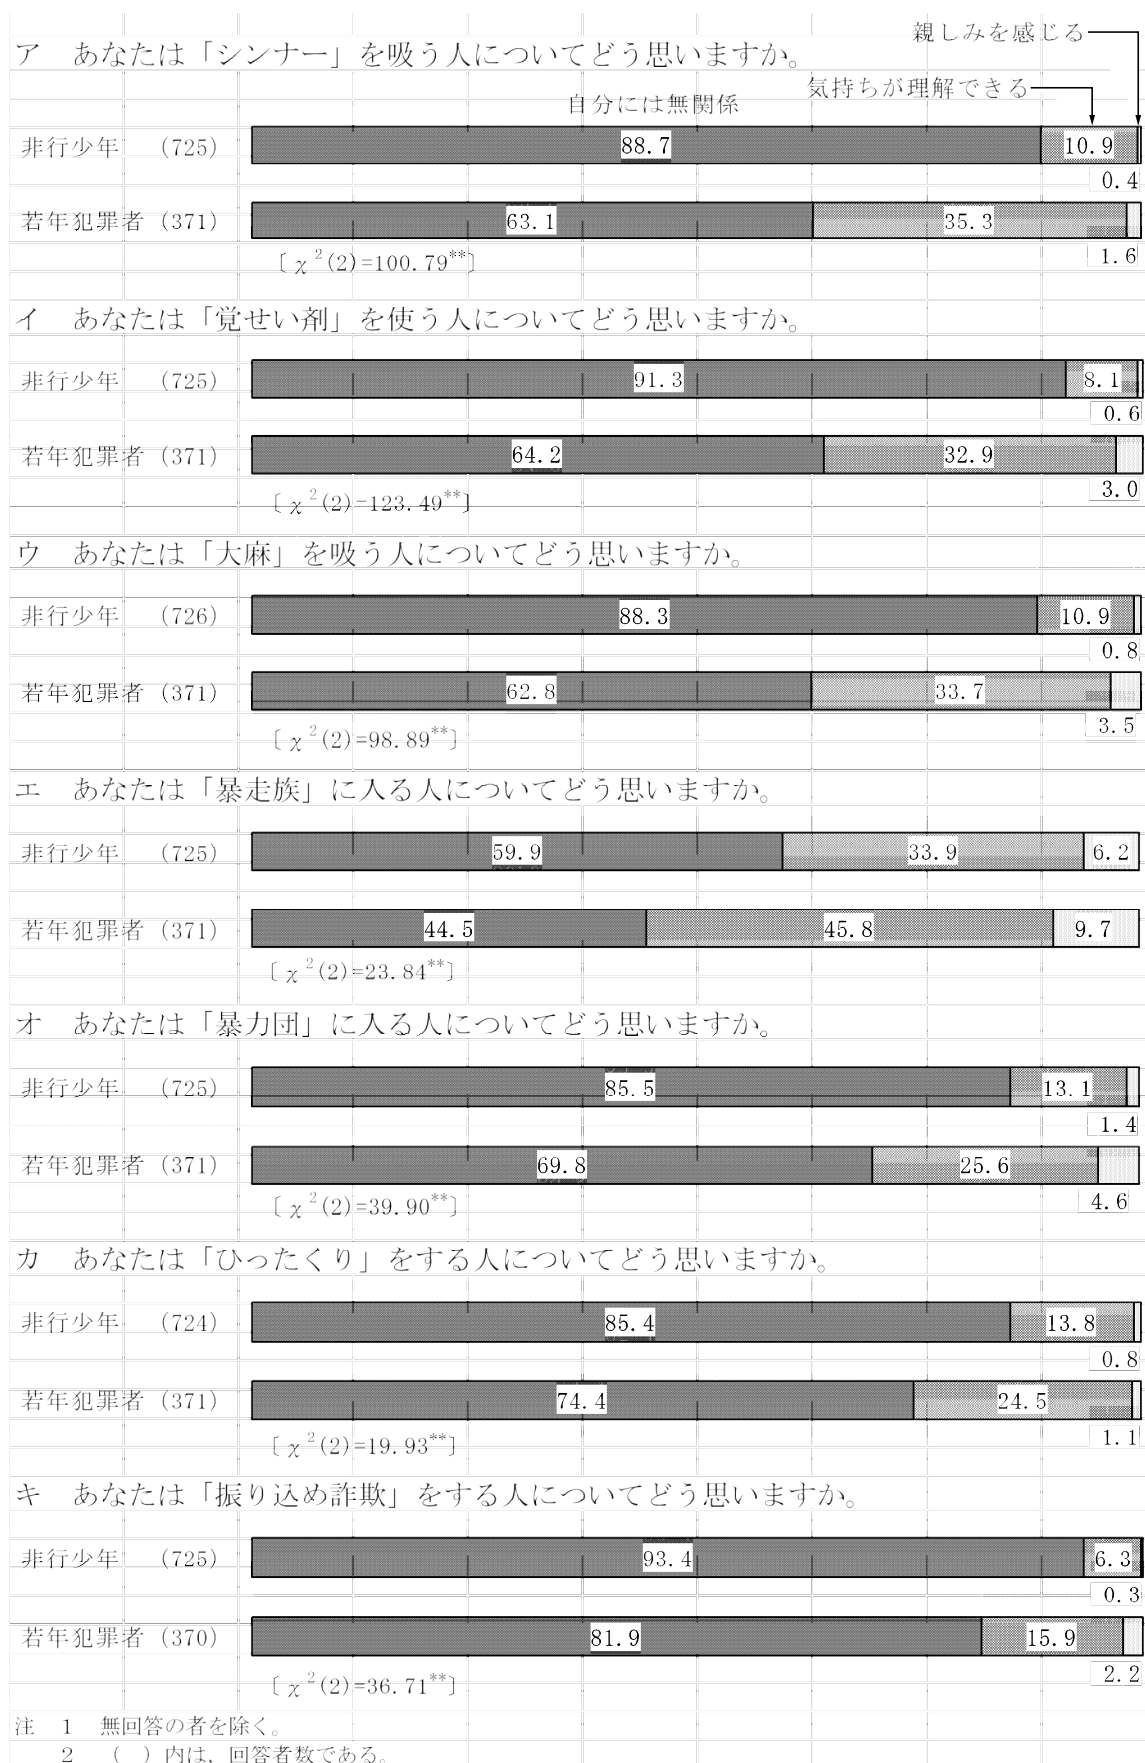 親しみを感じる
ア　あなたは「シンナー」を吸う人についてどう思いますか。
気持ちが理解できる
自分には無関係
非行少年　(725)　88.7　10.9
0.4
若年犯罪者 (371)　63.1　35.3
1.6
〔χ²(2)=100.79**〕
イ　あなたは「覚せい剤」を使う人についてどう思いますか。
非行少年　(725)　91.3　8.1
0.6
若年犯罪者 (371)　64.2　32.9
3.0
〔χ²(2)=123.49**〕
ウ　あなたは「大麻」を吸う人についてどう思いますか。
非行少年　(726)　88.3　10.9
0.8
若年犯罪者 (371)　62.8　33.7
3.5
〔χ²(2)=98.89**〕
エ　あなたは「暴走族」に入る人についてどう思いますか。
非行少年　(725)　59.9　33.9　6.2
若年犯罪者 (371)　44.5　45.8　9.7
〔χ²(2)=23.84**〕
オ　あなたは「暴力団」に入る人についてどう思いますか。
非行少年　(725)　85.5　13.1
1.4
若年犯罪者 (371)　69.8　25.6
4.6
〔χ²(2)=39.90**〕
カ　あなたは「ひったくり」をする人についてどう思いますか。
非行少年　(724)　85.4　13.8
0.8
若年犯罪者 (371)　74.4　24.5
1.1
〔χ²(2)=19.93**〕
キ　あなたは「振り込め詐欺」をする人についてどう思いますか。
非行少年　(725)　93.4　6.3
0.3
若年犯罪者 (370)　81.9　15.9
2.2
〔χ²(2)=36.71**〕
注　1　無回答の者を除く。
2　(　)内は，回答者数である。